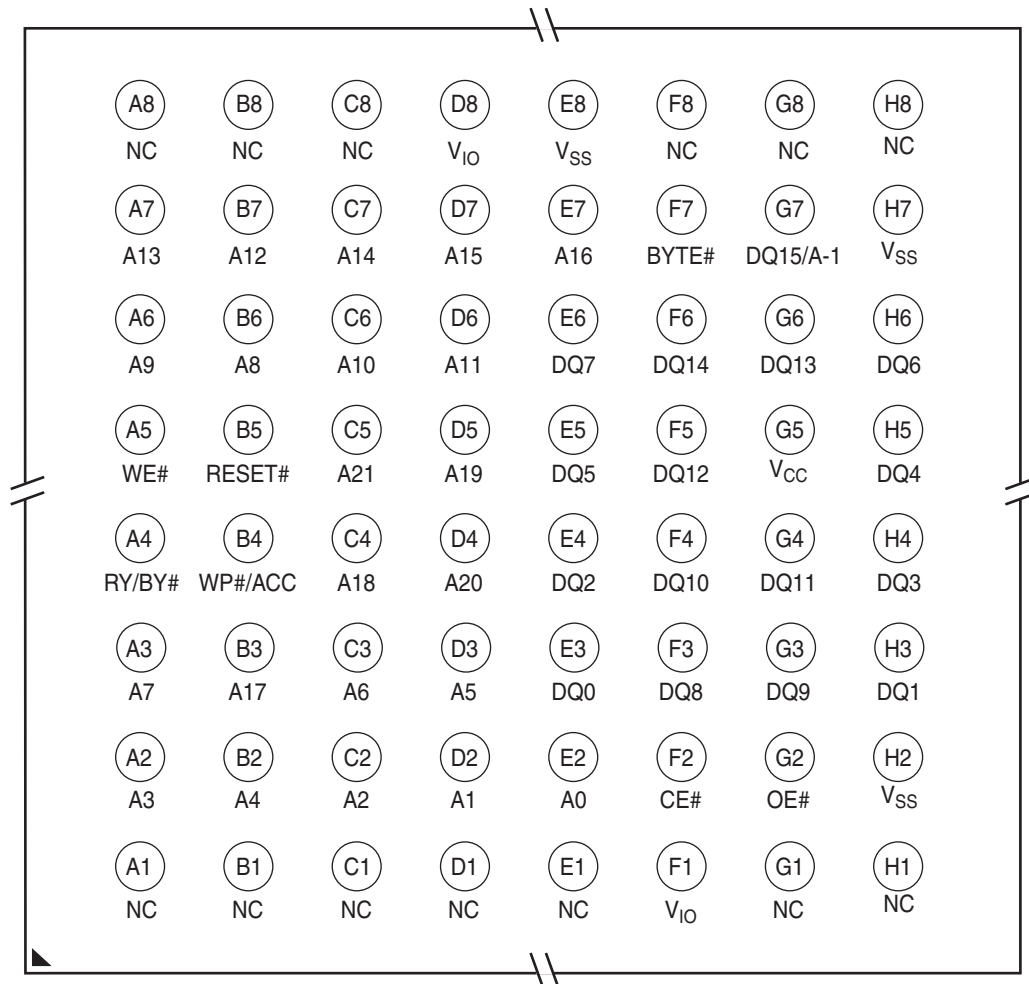 A8 B8 C8 D8 E8 F8 G8 H8
NC NC NC VIO VSS NC NC NC
A7 B7 C7 D7 E7 F7 G7 H7
A13 A12 A14 A15 A16 BYTE# DQ15/A-1 VSS
A6 B6 C6 D6 E6 F6 G6 H6
A9 A8 A10 A11 DQ7 DQ14 DQ13 DQ6
A5 B5 C5 D5 E5 F5 G5 H5
WE# RESET# A21 A19 DQ5 DQ12 VCC DQ4
A4 B4 C4 D4 E4 F4 G4 H4
RY/BY# WP#/ACC A18 A20 DQ2 DQ10 DQ11 DQ3
A3 B3 C3 D3 E3 F3 G3 H3
A7 A17 A6 A5 DQ0 DQ8 DQ9 DQ1
A2 B2 C2 D2 E2 F2 G2 H2
A3 A4 A2 A1 A0 CE# OE# VSS
A1 B1 C1 D1 E1 F1 G1 H1
NC NC NC NC NC VIO NC NC